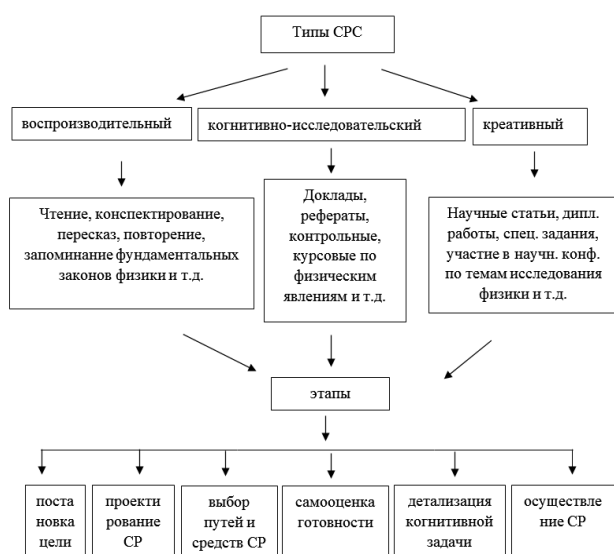 Типы СРС
воспроизводительный
когнитивно-исследовательский
креативный
Чтение, конспектирование,
пересказ, повторение,
запоминание фундаментальных
законов физики и т.д.
Доклады,
рефераты,
контрольные,
курсовые по
физическим
явлениям и т.д.
Научные статьи, дипл.
работы, спец. задания,
участие в научн. конф.
по темам исследования
физики и т.д.
этапы
поста
новка
цели
проекти
рование
СР
выбор
путей и
средств СР
самооценка
готовности
детализация
когнитивной
задачи
осуществле
ние СР